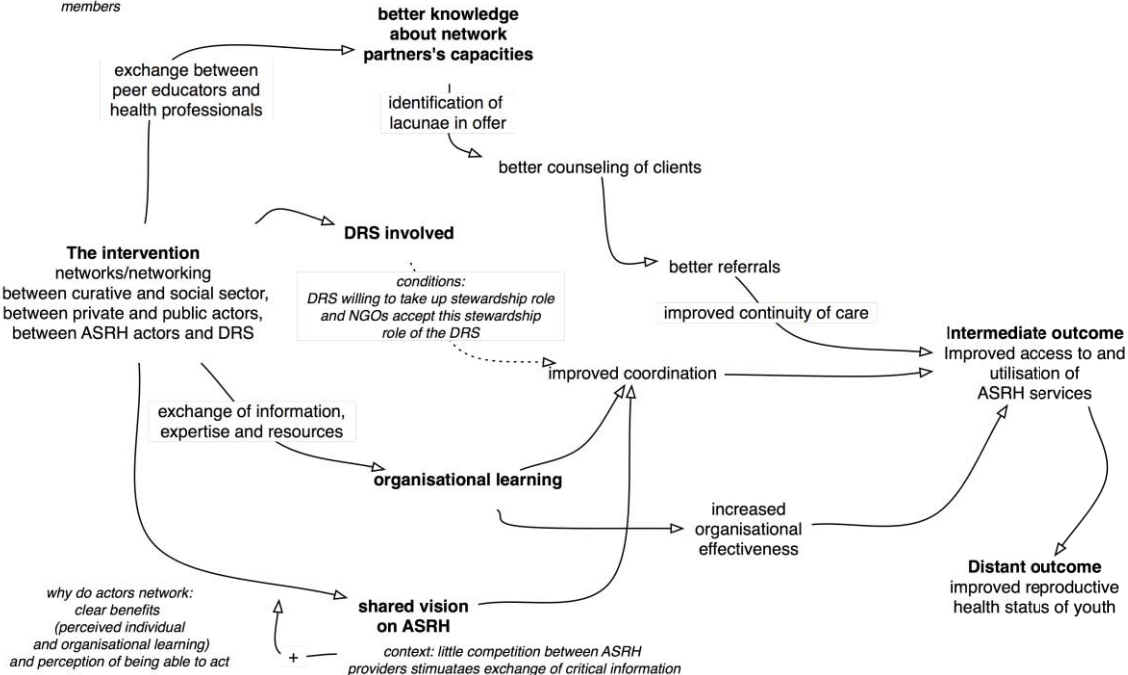 members
better knowledge
about network
partners's capacities
exchange between
peer educators and
health professionals
identification of
lacunae in offer
better counseling of clients
DRS involved
The intervention
networks/networking
between curative and social sector,
between private and public actors,
between ASRH actors and DRS
conditions:
DRS willing to take up stewardship role
and NGOs accept this stewardship
role of the DRS
better referrals
improved continuity of care
Intermediate outcome
Improved access to and
utilisation of
ASRH services
improved coordination
exchange of information,
expertise and resources
organisational learning
increased
organisational
effectiveness
Distant outcome
improved reproductive
health status of youth
why do actors network:
clear benefits
(perceived individual
and organisational learning)
and perception of being able to act
shared vision
on ASRH
+
context: little competition between ASRH
providers stimuataes exchange of critical information